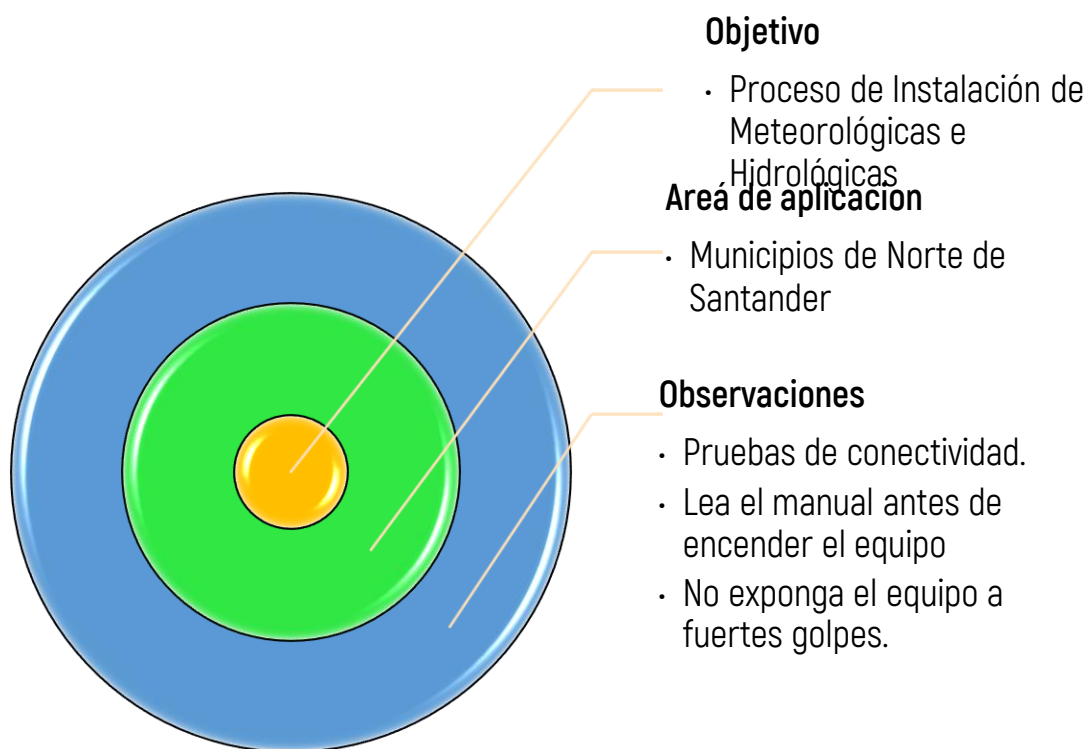 Objetivo
• Proceso de Instalación de
Meteorológicas e
Hidrológicas
Areá de aplicacion
• Municipios de Norte de
Santander
Observaciones
• Pruebas de conectividad.
• Lea el manual antes de
encender el equipo
• No exponga el equipo a
fuertes golpes.